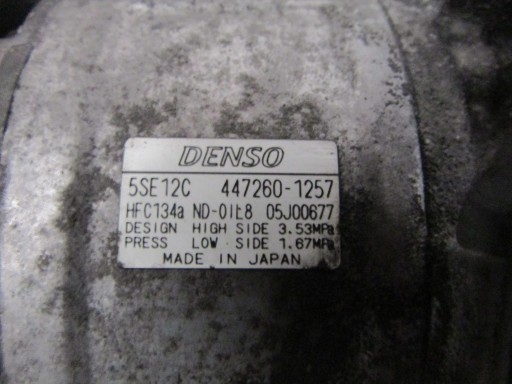 DENSO
5SE12C 447260-1257
HFC134a ND-OIL8 05J00677
DESIGN HIGH SIDE 3.53MPa
PRESS LOW SIDE 1.67MPa
MADE IN JAPAN